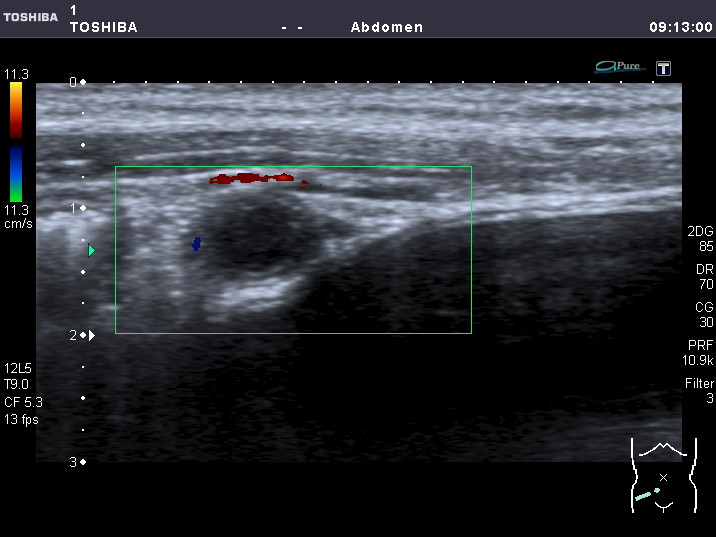 TOSHIBA
1
TOSHIBA - - Abdomen 09:13:00
aPure T
11.3
11.3
cm/s
0
1
2
3
12L5
T9.0
CF 5.3
13 fps
2DG
85
DR
70
CG
30
PRF
10.9k
Filter
3